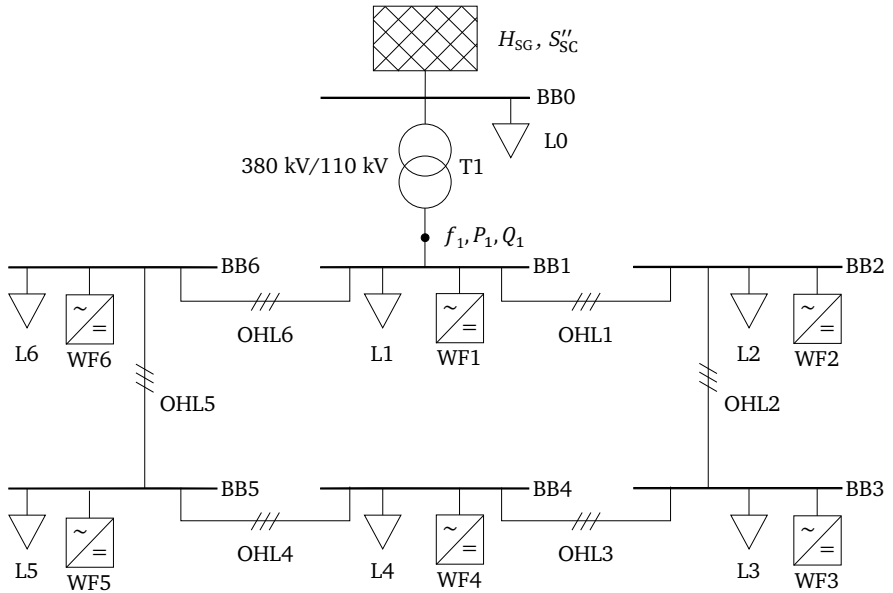 H_SG, S''_SC
BB0
L0
380 kV/110 kV
T1
f_1, P_1, Q_1
BB6
BB1
BB2
~
=
~
=
~
=
L6
WF6
OHL6
L1
WF1
OHL1
L2
WF2
OHL5
OHL2
BB5
BB4
BB3
~
=
~
=
~
=
L5
WF5
OHL4
L4
WF4
OHL3
L3
WF3